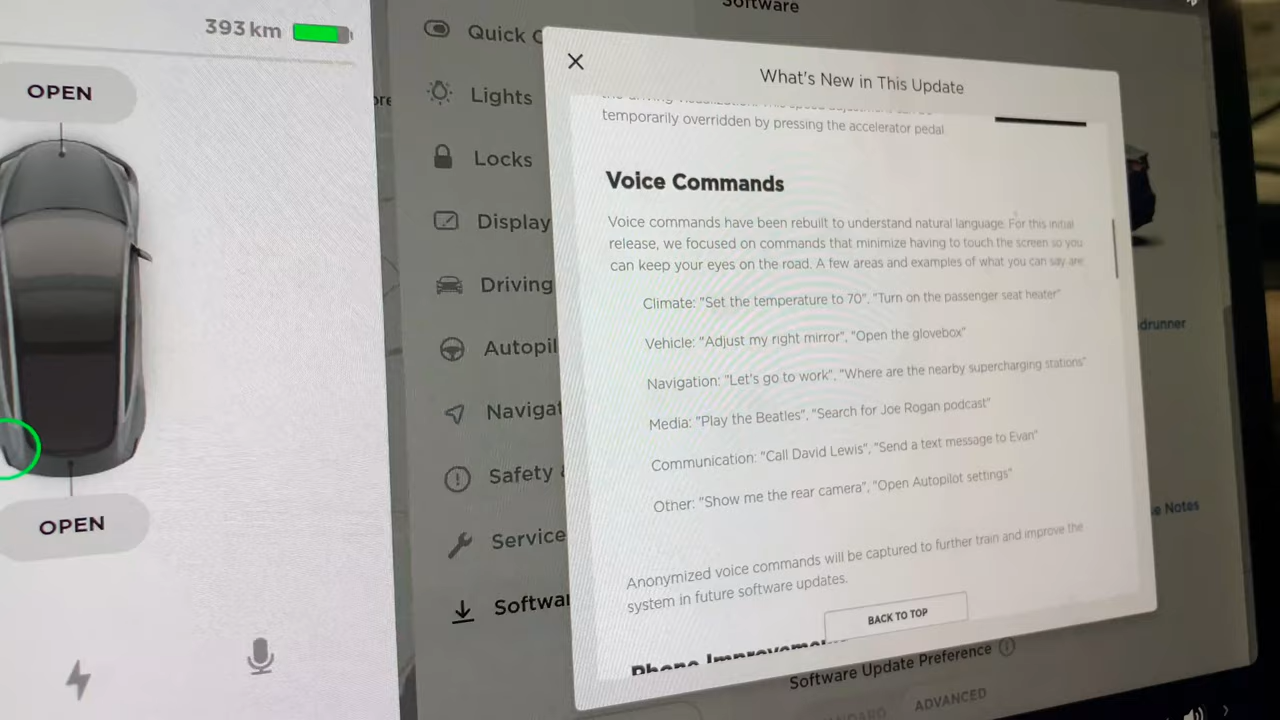 393 km
OPEN
OPEN
Quick
Lights
Locks
Display
Driving
Autopil
Navigat
Safety
Service
Softwar
Software
What's New in This Update
temporarily overridden by pressing the accelerator pedal
Voice Commands
Voice commands have been rebuilt to understand natural language. For this initial
release, we focused on commands that minimize having to touch the screen so you
can keep your eyes on the road. A few areas and examples of what you can say are:
Climate: "Set the temperature to 70", "Turn on the passenger seat heater"
Vehicle: "Adjust my right mirror", "Open the glovebox"
Navigation: "Let's go to work", "Where are the nearby supercharging stations"
Media: "Play the Beatles", "Search for Joe Rogan podcast"
Communication: "Call David Lewis", "Send a text message to Evan"
Other: "Show me the rear camera", "Open Autopilot settings"
Anonymized voice commands will be captured to further train and improve the
system in future software updates.
BACK TO TOP
Phone Improveme
drunner
e Notes
Software Update Preference
ADVANCED